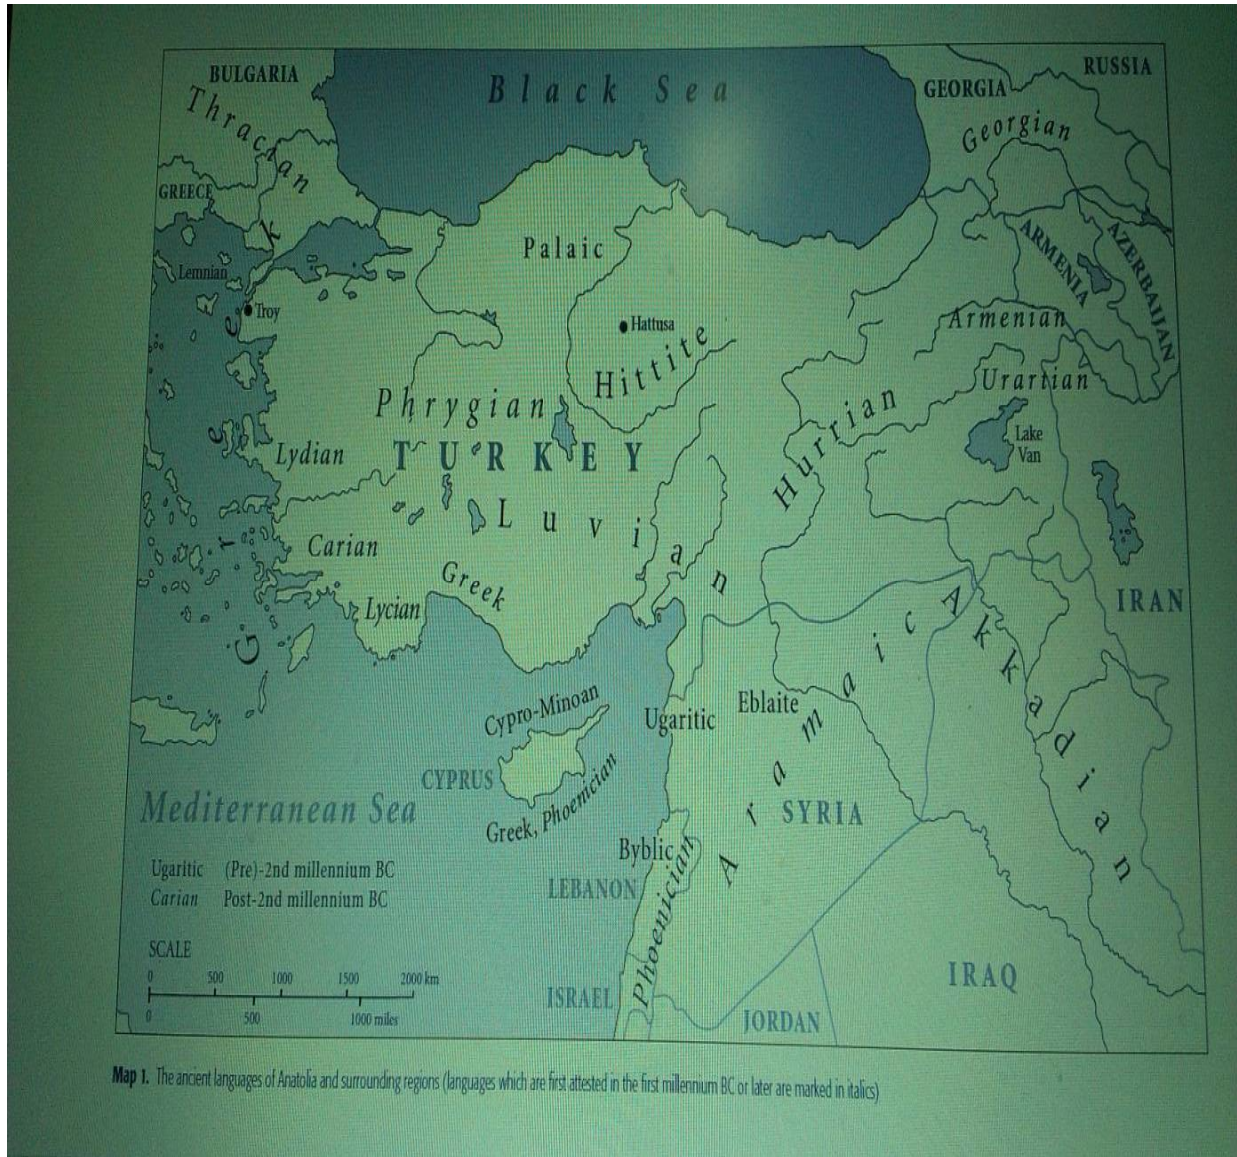 BULGARIA
Thracian
GREECE
Black Sea
GEORGIA
RUSSIA
Georgian
ARMENIA
AZERBAIJAN
Palaic
Lemnian
Troy
Hattusa
Hittite
Armenian
Urartian
Phrygian
Hurrian
Lydian
TURKEY
Lake
Van
Luvian
Carian
Greek
Lycian
Greek
IRAN
Akkadian
Aramaic
Cypro-Minoan
Ugaritic
Eblaite
CYPRUS
Greek, Phoenician
SYRIA
Mediterranean Sea
Byblic
LEBANON
Phoenician
ISRAEL
JORDAN
IRAQ
Ugaritic (Pre)-2nd millennium BC
Carian Post-2nd millennium BC
SCALE
0 500 1000 1500 2000 km
0 500 1000 miles
Map 1. The ancient languages of Anatolia and surrounding regions (languages which are first attested in the first millennium BC or later are marked in italics)